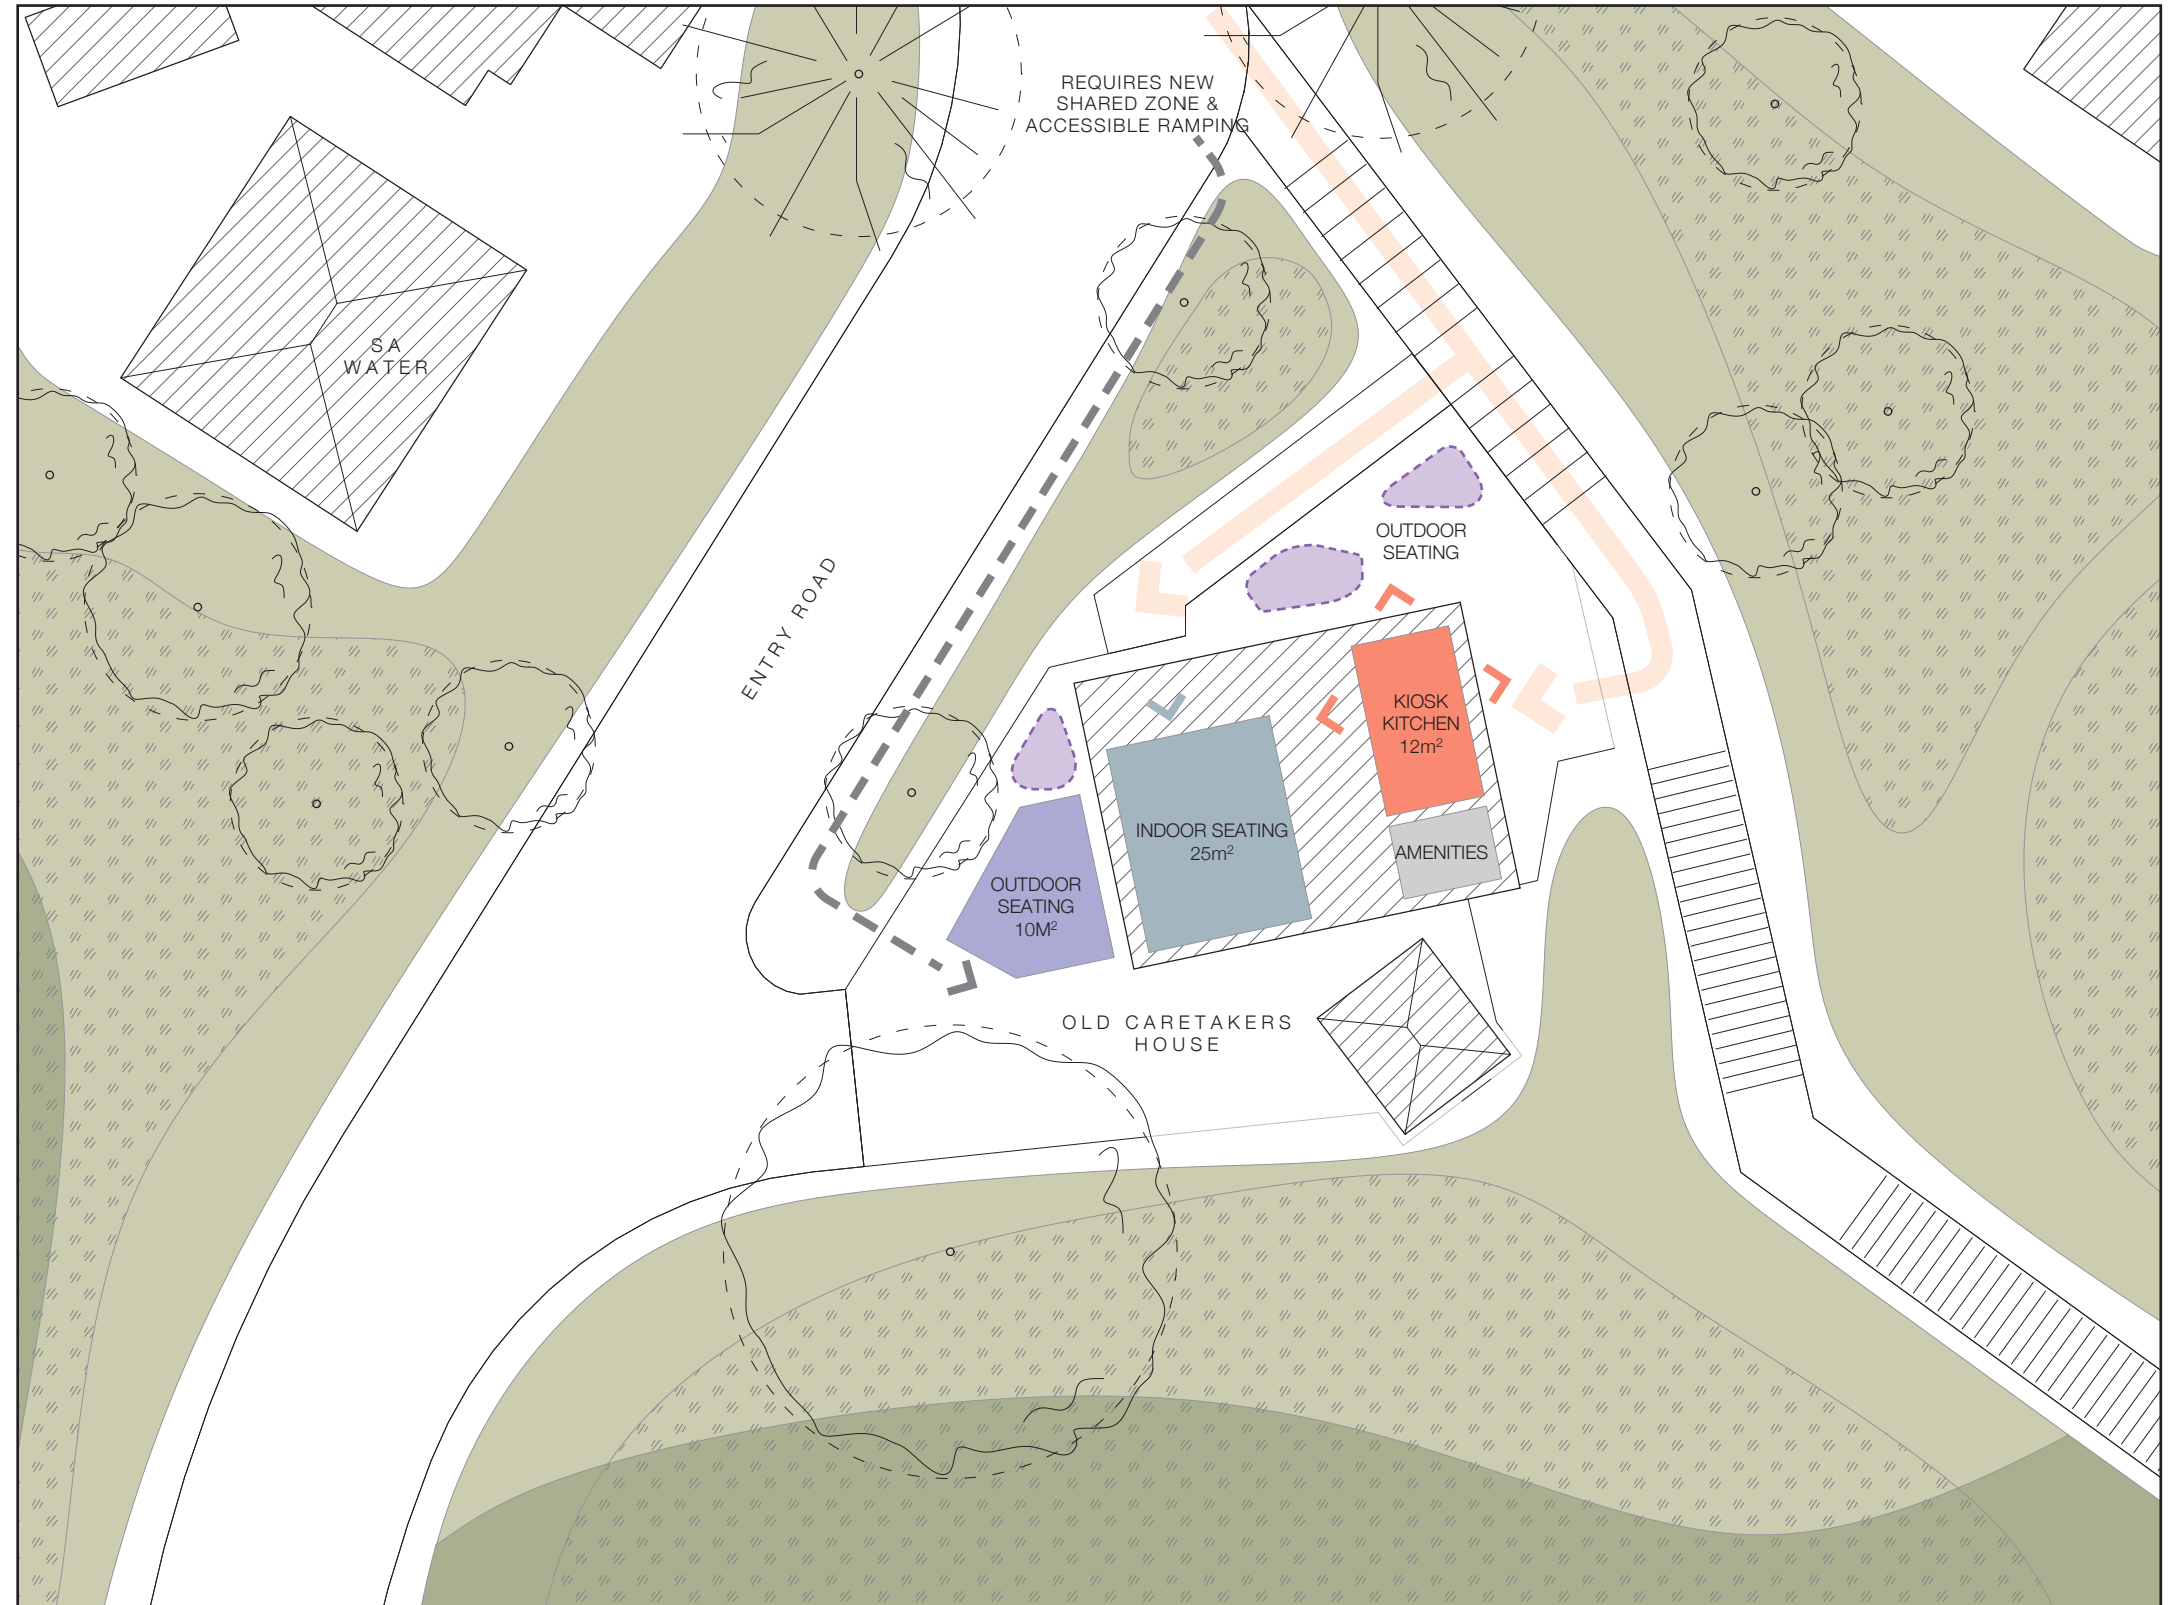 REQUIRES NEW
SHARED ZONE &
ACCESSIBLE RAMPING
SA
WATER
ENTRY ROAD
OUTDOOR
SEATING
KIOSK
KITCHEN
12m²
INDOOR SEATING
25m²
AMENITIES
OUTDOOR
SEATING
10M²
OLD CARETAKERS
HOUSE